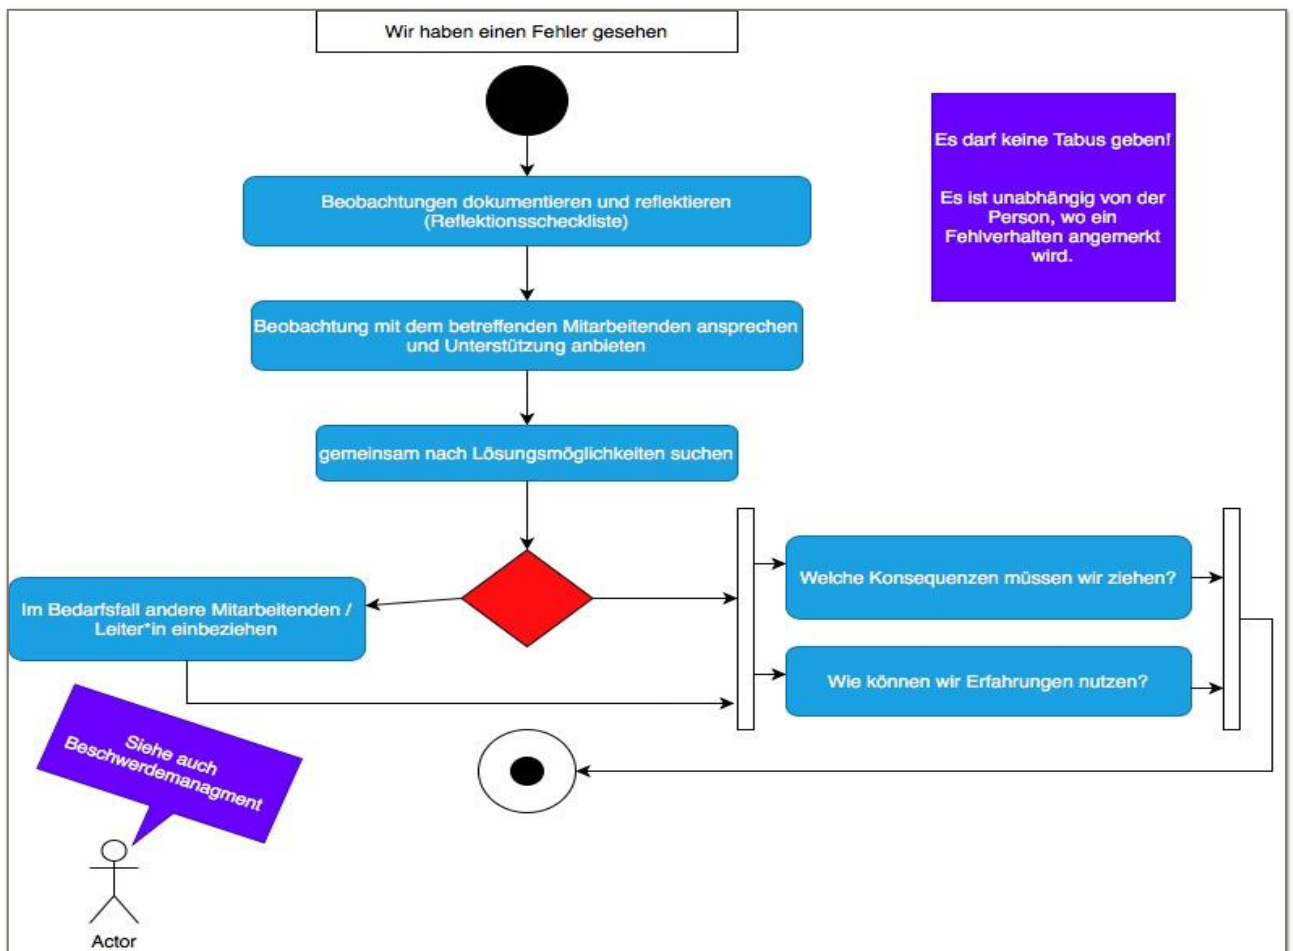 Wir haben einen Fehler gesehen
Es darf keine Tabus geben!
Es ist unabhängig von der
Person, wo ein
Fehlverhalten angemerkt
wird.
Beobachtungen dokumentieren und reflektieren
(Reflektionsscheckliste)
Beobachtung mit dem betreffenden Mitarbeitenden ansprechen
und Unterstützung anbieten
gemeinsam nach Lösungsmöglichkeiten suchen
Welche Konsequenzen müssen wir ziehen?
Im Bedarfsfall andere Mitarbeitenden /
Leiter*in einbeziehen
Wie können wir Erfahrungen nutzen?
Siehe auch
Beschwerdemanagment
Actor